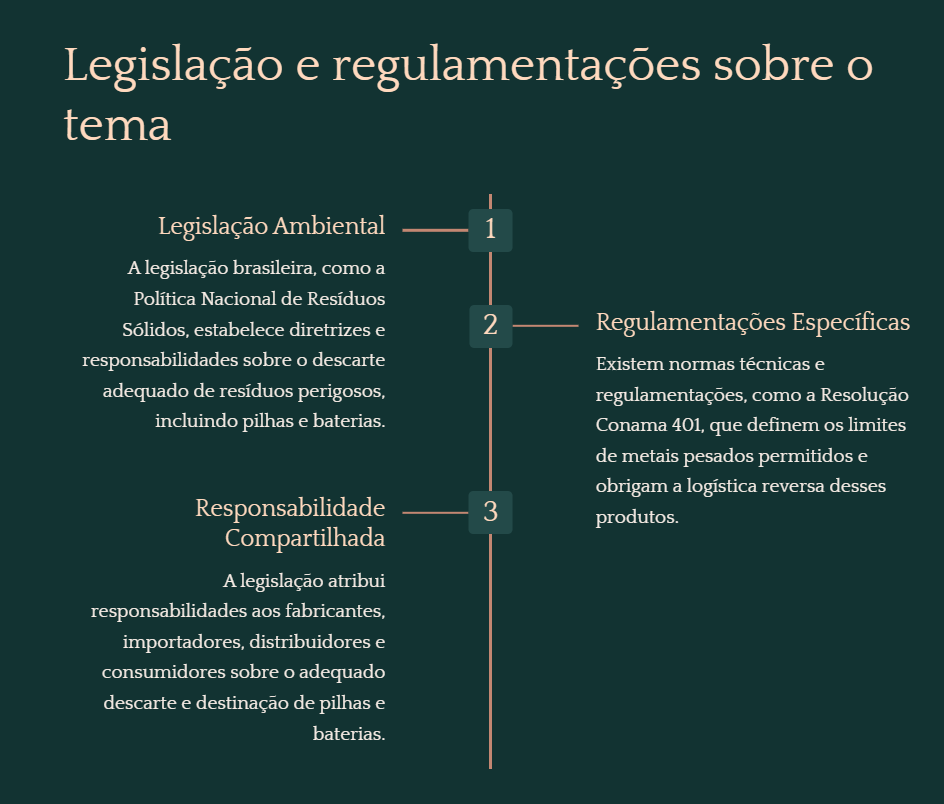 Legislação e regulamentações sobre o
tema
1
Legislação Ambiental
A legislação brasileira, como a
Política Nacional de Resíduos
Sólidos, estabelece diretrizes e
responsabilidades sobre o descarte
adequado de resíduos perigosos,
incluindo pilhas e baterias.
2
Regulamentações Específicas
Existem normas técnicas e
regulamentações, como a Resolução
Conama 401, que definem os limites
de metais pesados permitidos e
obrigam a logística reversa desses
produtos.
3
Responsabilidade
Compartilhada
A legislação atribui
responsabilidades aos fabricantes,
importadores, distribuidores e
consumidores sobre o adequado
descarte e destinação de pilhas e
baterias.